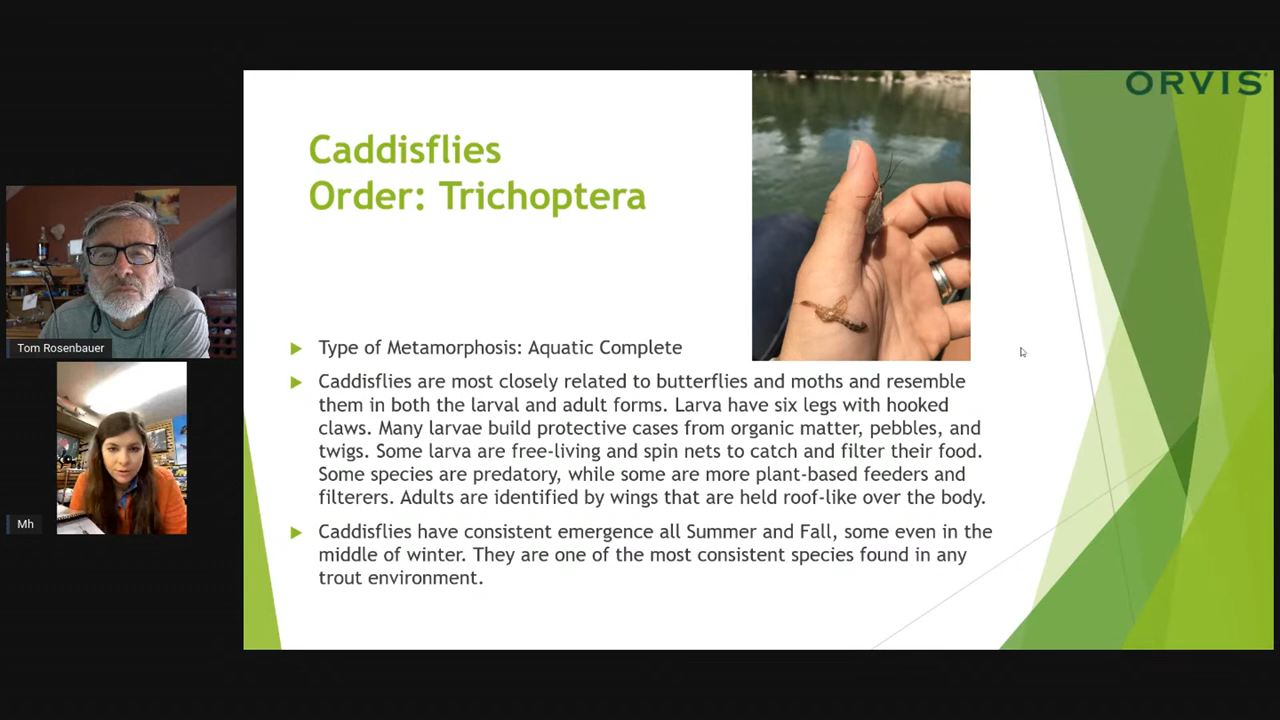 ORVIS
Caddisflies
Order: Trichoptera
Type of Metamorphosis: Aquatic Complete
Caddisflies are most closely related to butterflies and moths and resemble
them in both the larval and adult forms. Larva have six legs with hooked
claws. Many larvae build protective cases from organic matter, pebbles, and
twigs. Some larva are free-living and spin nets to catch and filter their food.
Some species are predatory, while some are more plant-based feeders and
filterers. Adults are identified by wings that are held roof-like over the body.
Caddisflies have consistent emergence all Summer and Fall, some even in the
middle of winter. They are one of the most consistent species found in any
trout environment.
Tom Rosenbauer
Mh